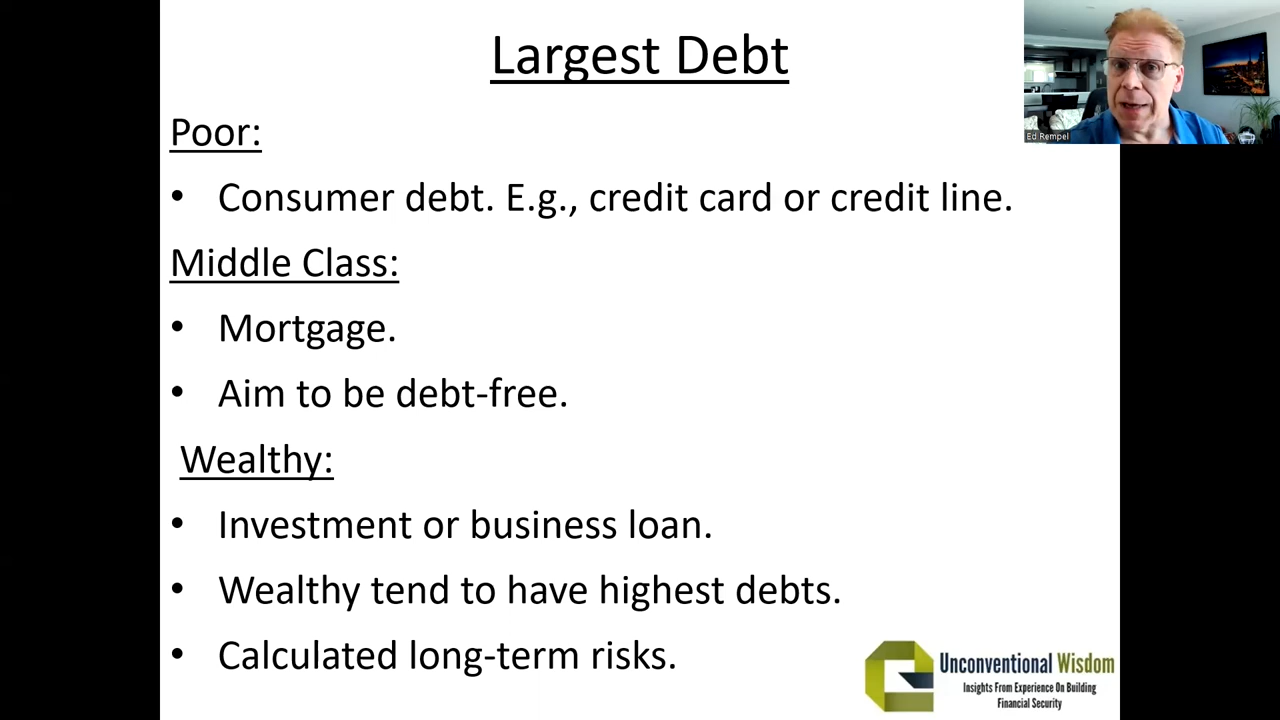 Largest Debt
Ed Rempel
Poor:
• Consumer debt. E.g., credit card or credit line.
Middle Class:
• Mortgage.
• Aim to be debt-free.
Wealthy:
• Investment or business loan.
• Wealthy tend to have highest debts.
• Calculated long-term risks.
Unconventional Wisdom
Insights From Experience On Building
Financial Security